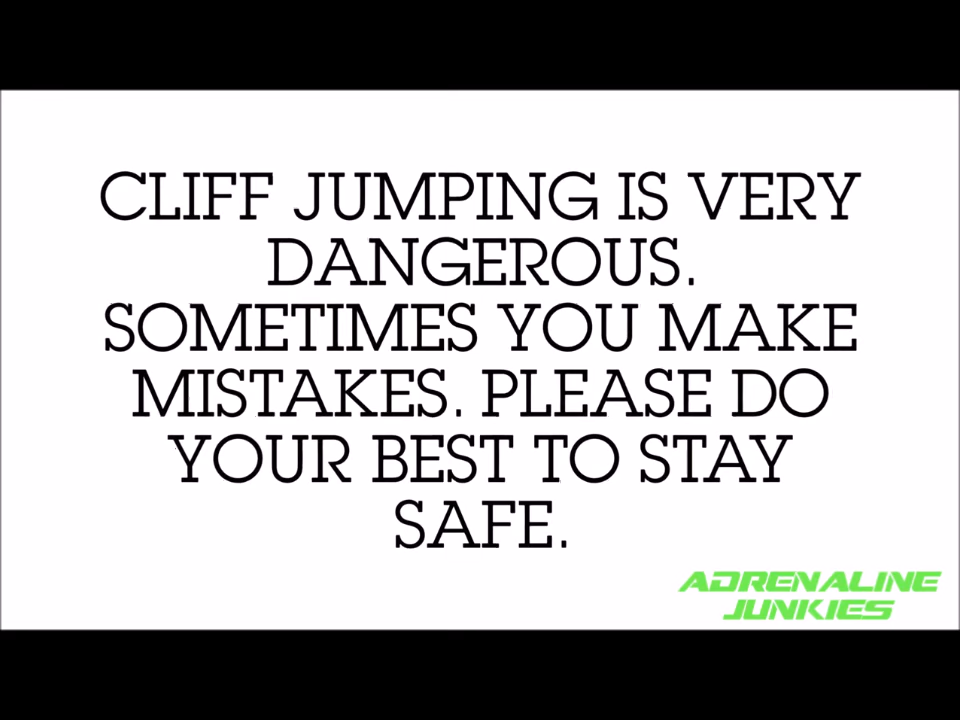 CLIFF JUMPING IS VERY
DANGEROUS.
SOMETIMES YOU MAKE
MISTAKES. PLEASE DO
YOUR BEST TO STAY
SAFE.
ADRENALINE
JUNKIES